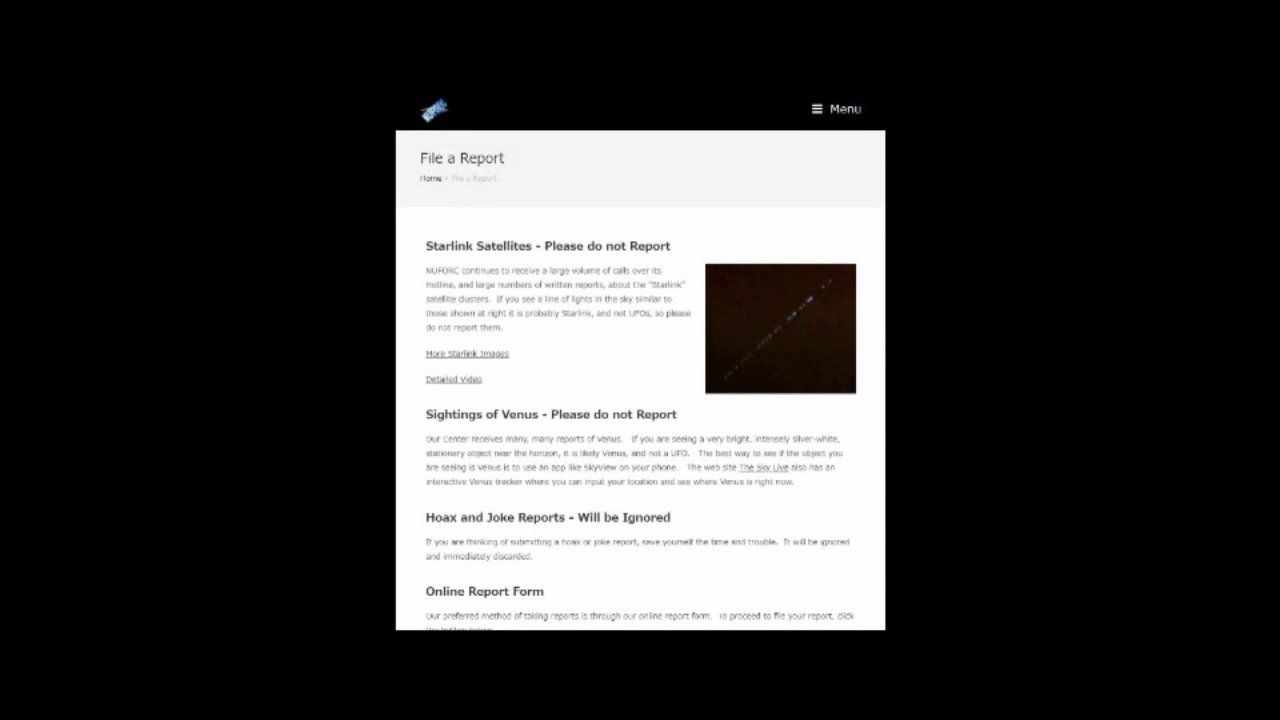 NUFORC
Menu
File a Report
Home » File a Report
Starlink Satellites - Please do not Report
NUFORC continues to receive a large volume of calls over its
Hotline, and large numbers of written reports, about the "Starlink"
satellite clusters. If you see a line of lights in the sky similar to
those shown at right it is probably Starlink, and not UFOs, so please
do not report them.
More Starlink Images
Detailed Video
Sightings of Venus - Please do not Report
Our Center receives many, many reports of Venus. If you are seeing a very bright, intensely silver-white,
stationary object near the horizon, it is likely Venus, and not a UFO. The best way to see if the object you
are seeing is Venus is to use an app like SkyView on your phone. The web site The Sky Live also has an
interactive Venus tracker where you can input your location and see where Venus is right now.
Hoax and Joke Reports - Will be Ignored
If you are thinking of submitting a hoax or joke report, save yourself the time and trouble. It will be ignored
and immediately discarded.
Online Report Form
Our preferred method of taking reports is through our online report form. To proceed to file your report, click